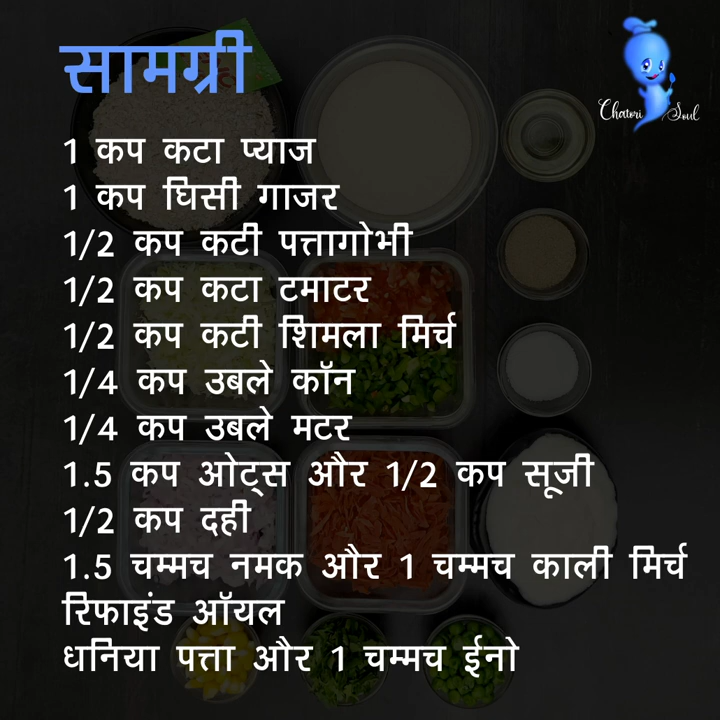 सामग्री
Chatori Soul
1 कप कटा प्याज
1 कप घिसी गाजर
1/2 कप कटी पत्तागोभी
1/2 कप कटा टमाटर
1/2 कप कटी शिमला मिर्च
1/4 कप उबले कॉन
1/4 कप उबले मटर
1.5 कप ओट्स और 1/2 कप सूजी
1/2 कप दही
1.5 चम्मच नमक और 1 चम्मच काली मिर्च
रिफाइंड ऑयल
धनिया पत्ता और 1 चम्मच ईनो